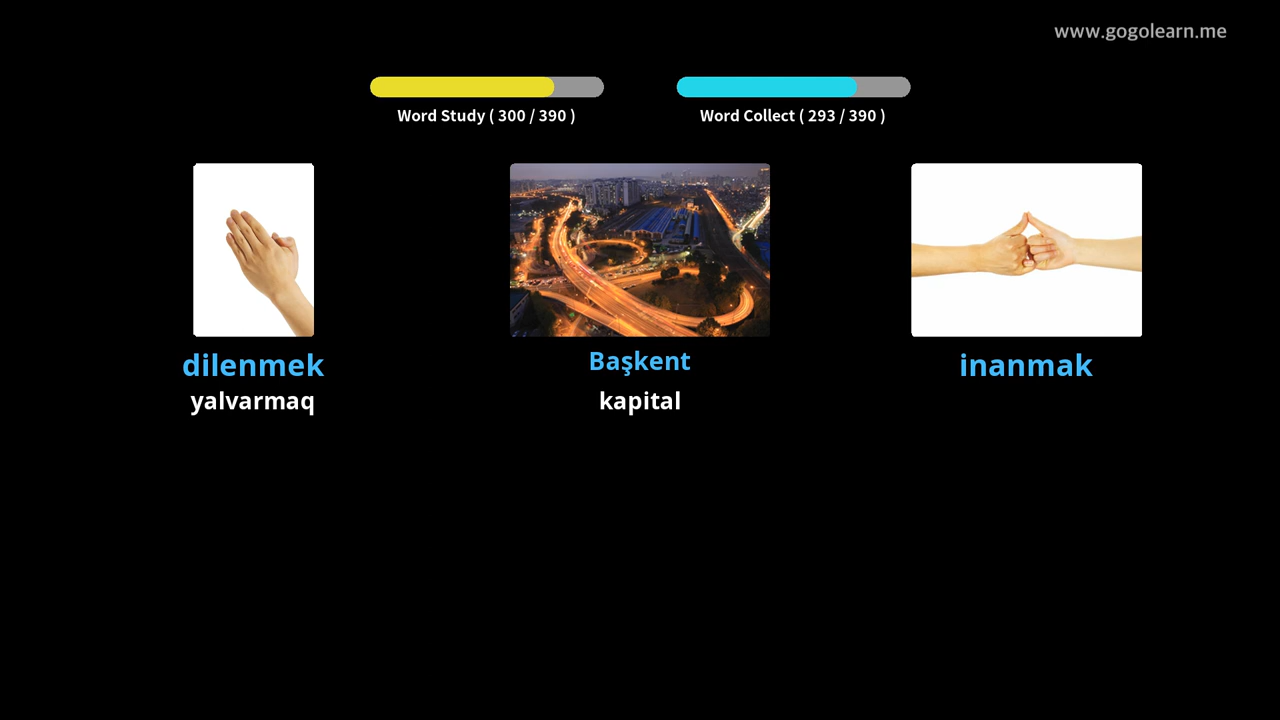 www.gogolearn.me
Word Study ( 300 / 390 )
Word Collect ( 293 / 390 )
dilenmek
yalvarmaq
Başkent
kapital
inanmak